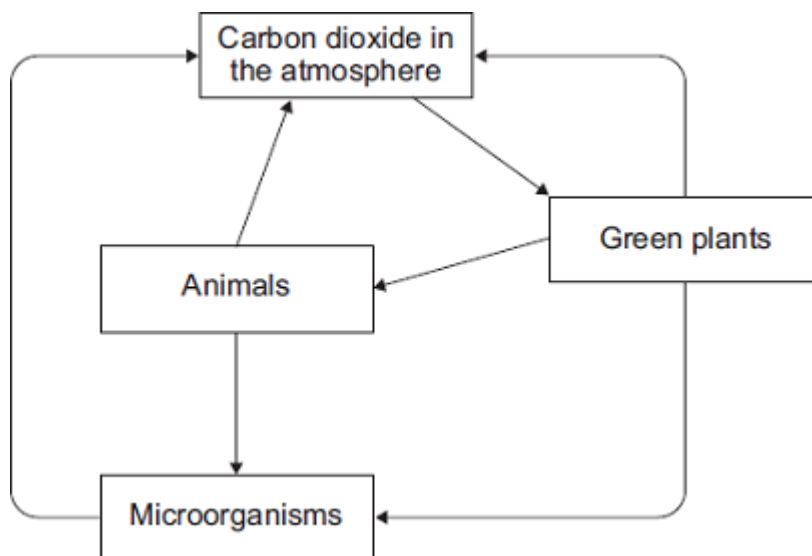 Carbon dioxide in
the atmosphere
Green plants
Animals
Microorganisms